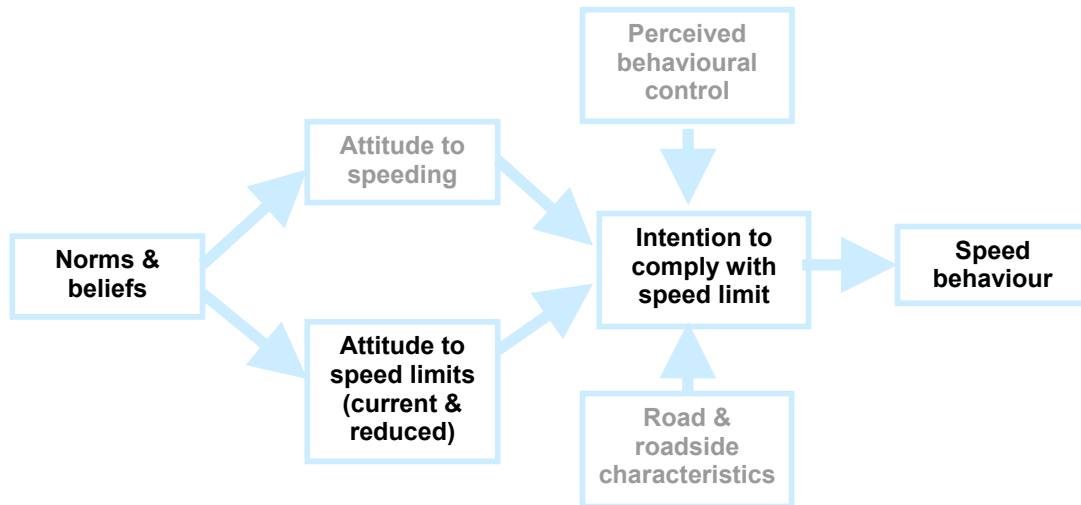 Perceived
behavioural
control
Attitude to
speeding
Norms &
beliefs
Intention to
comply with
speed limit
Speed
behaviour
Attitude to
speed limits
(current &
reduced)
Road &
roadside
characteristics